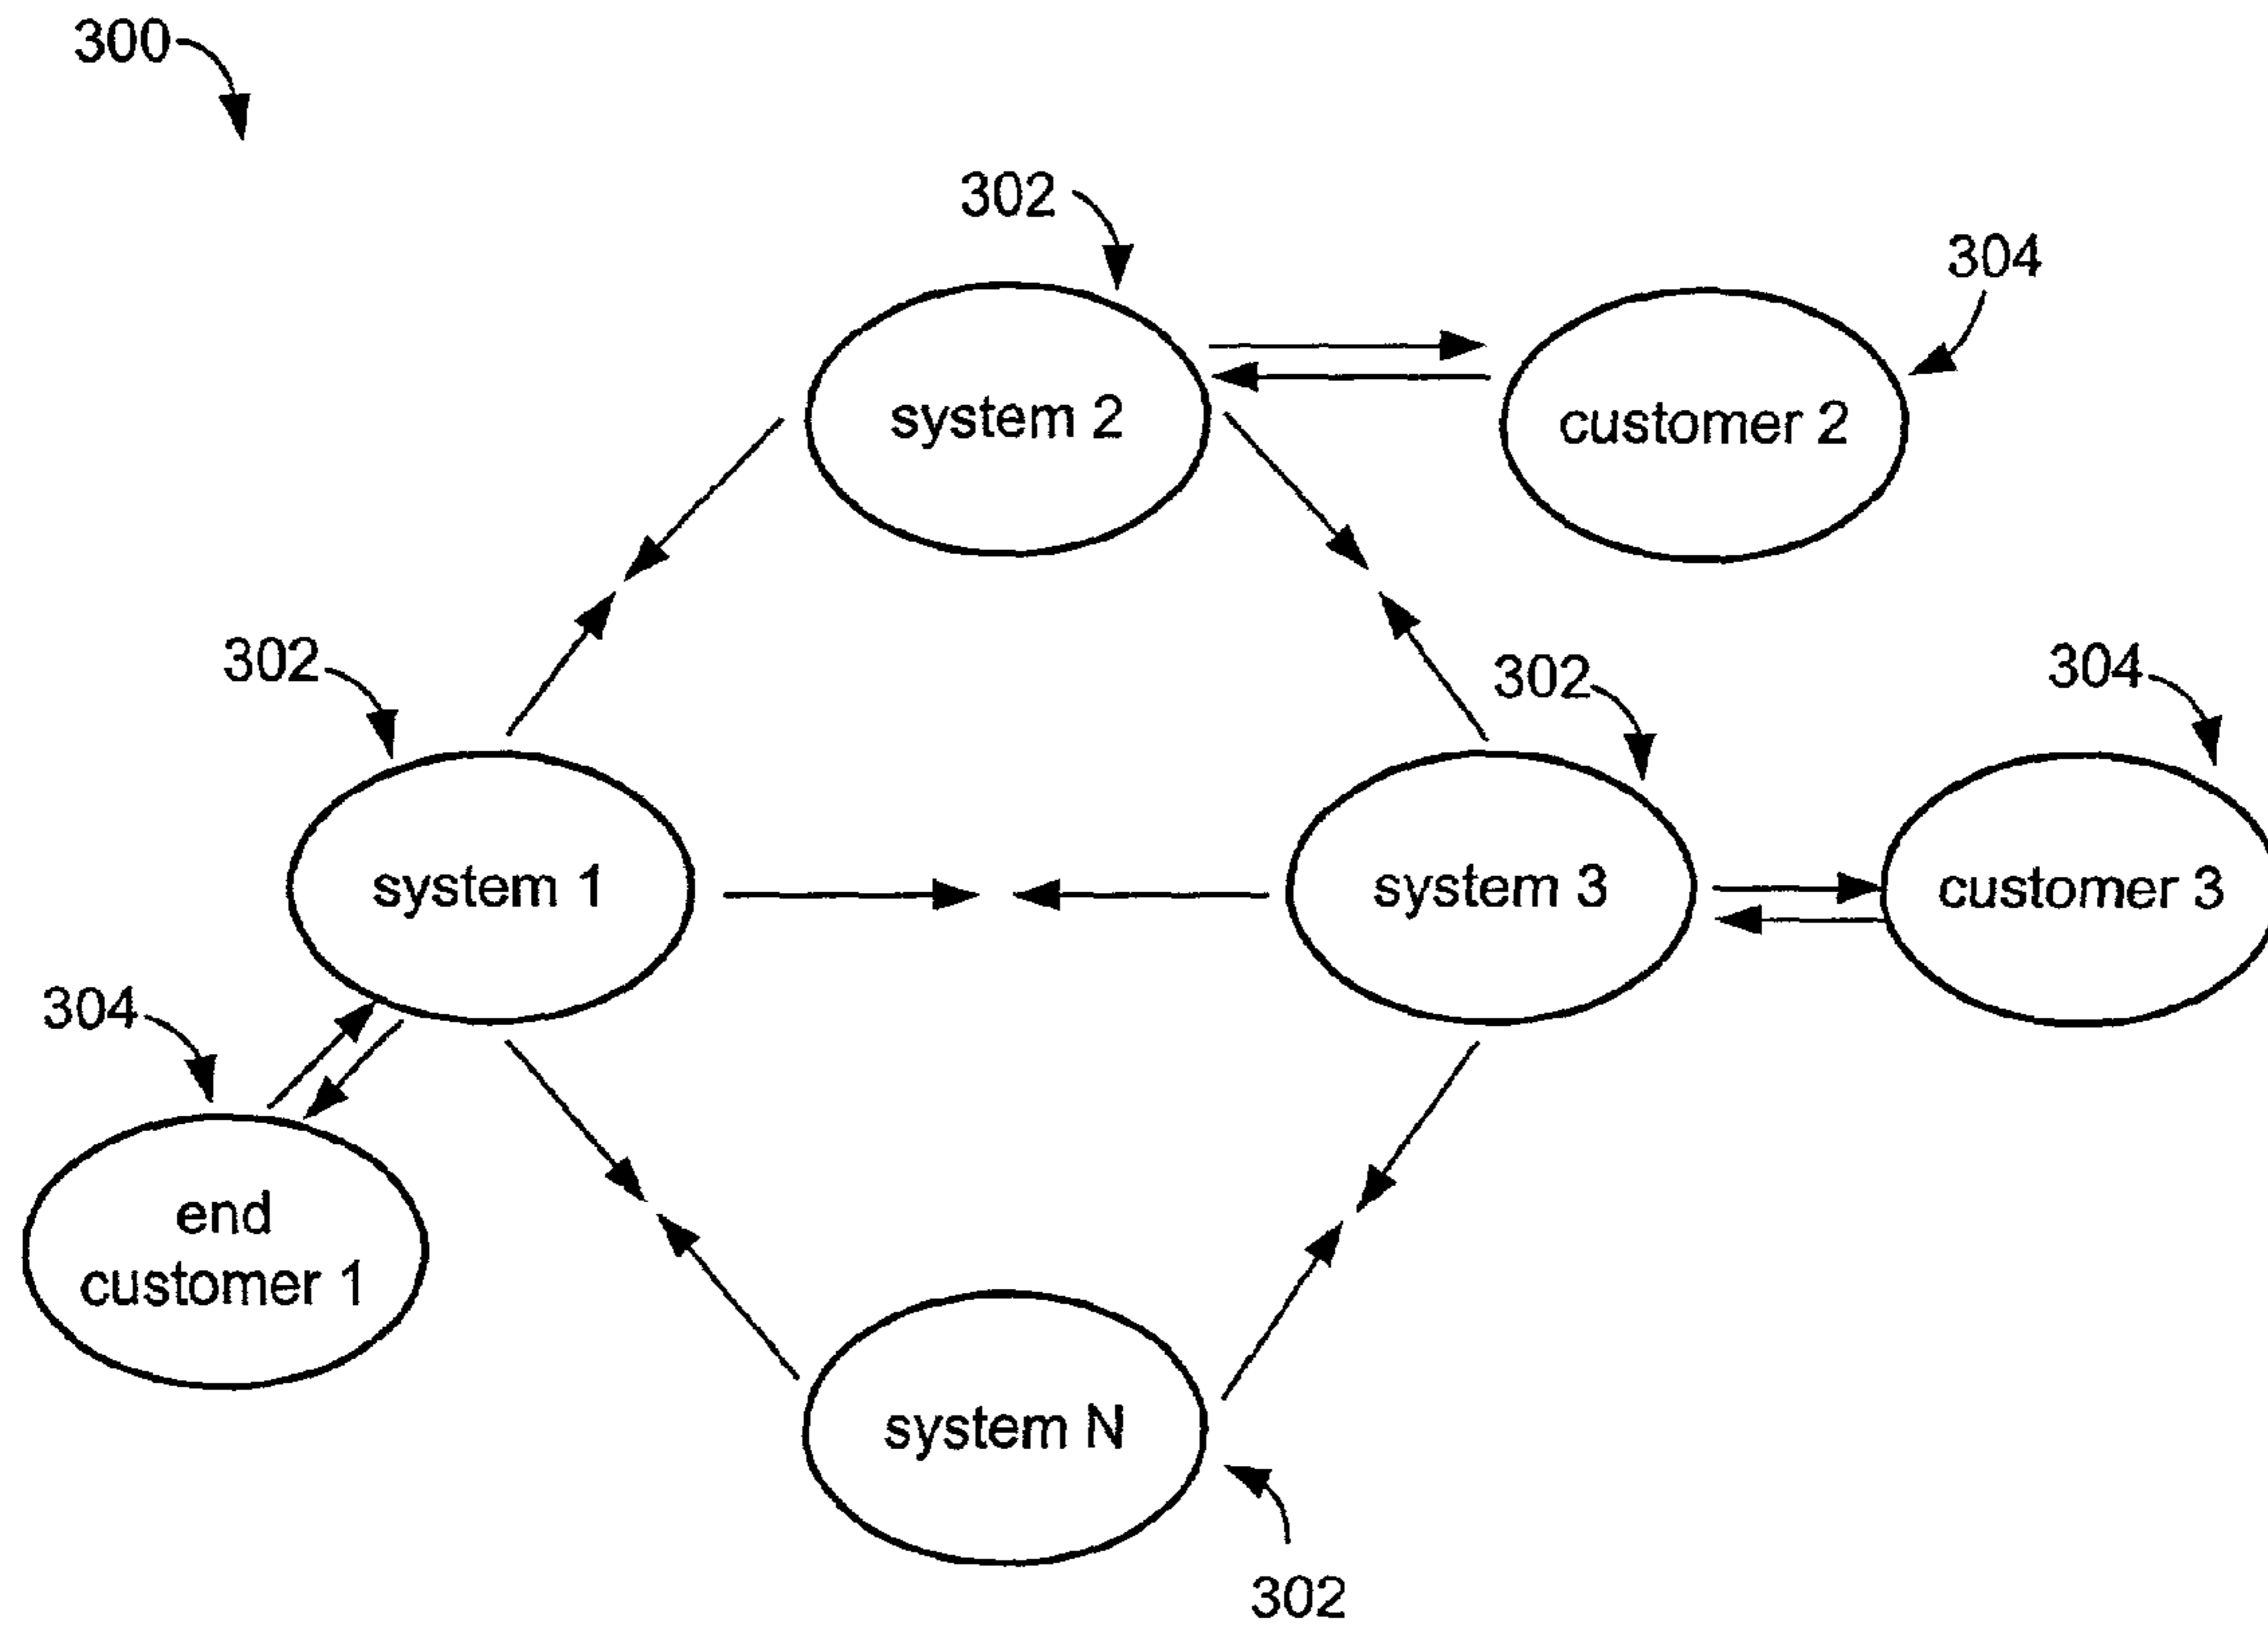 300
302
304
system 2
customer 2
302
302
304
system 1
system 3
customer 3
304
end
customer 1
system N
302